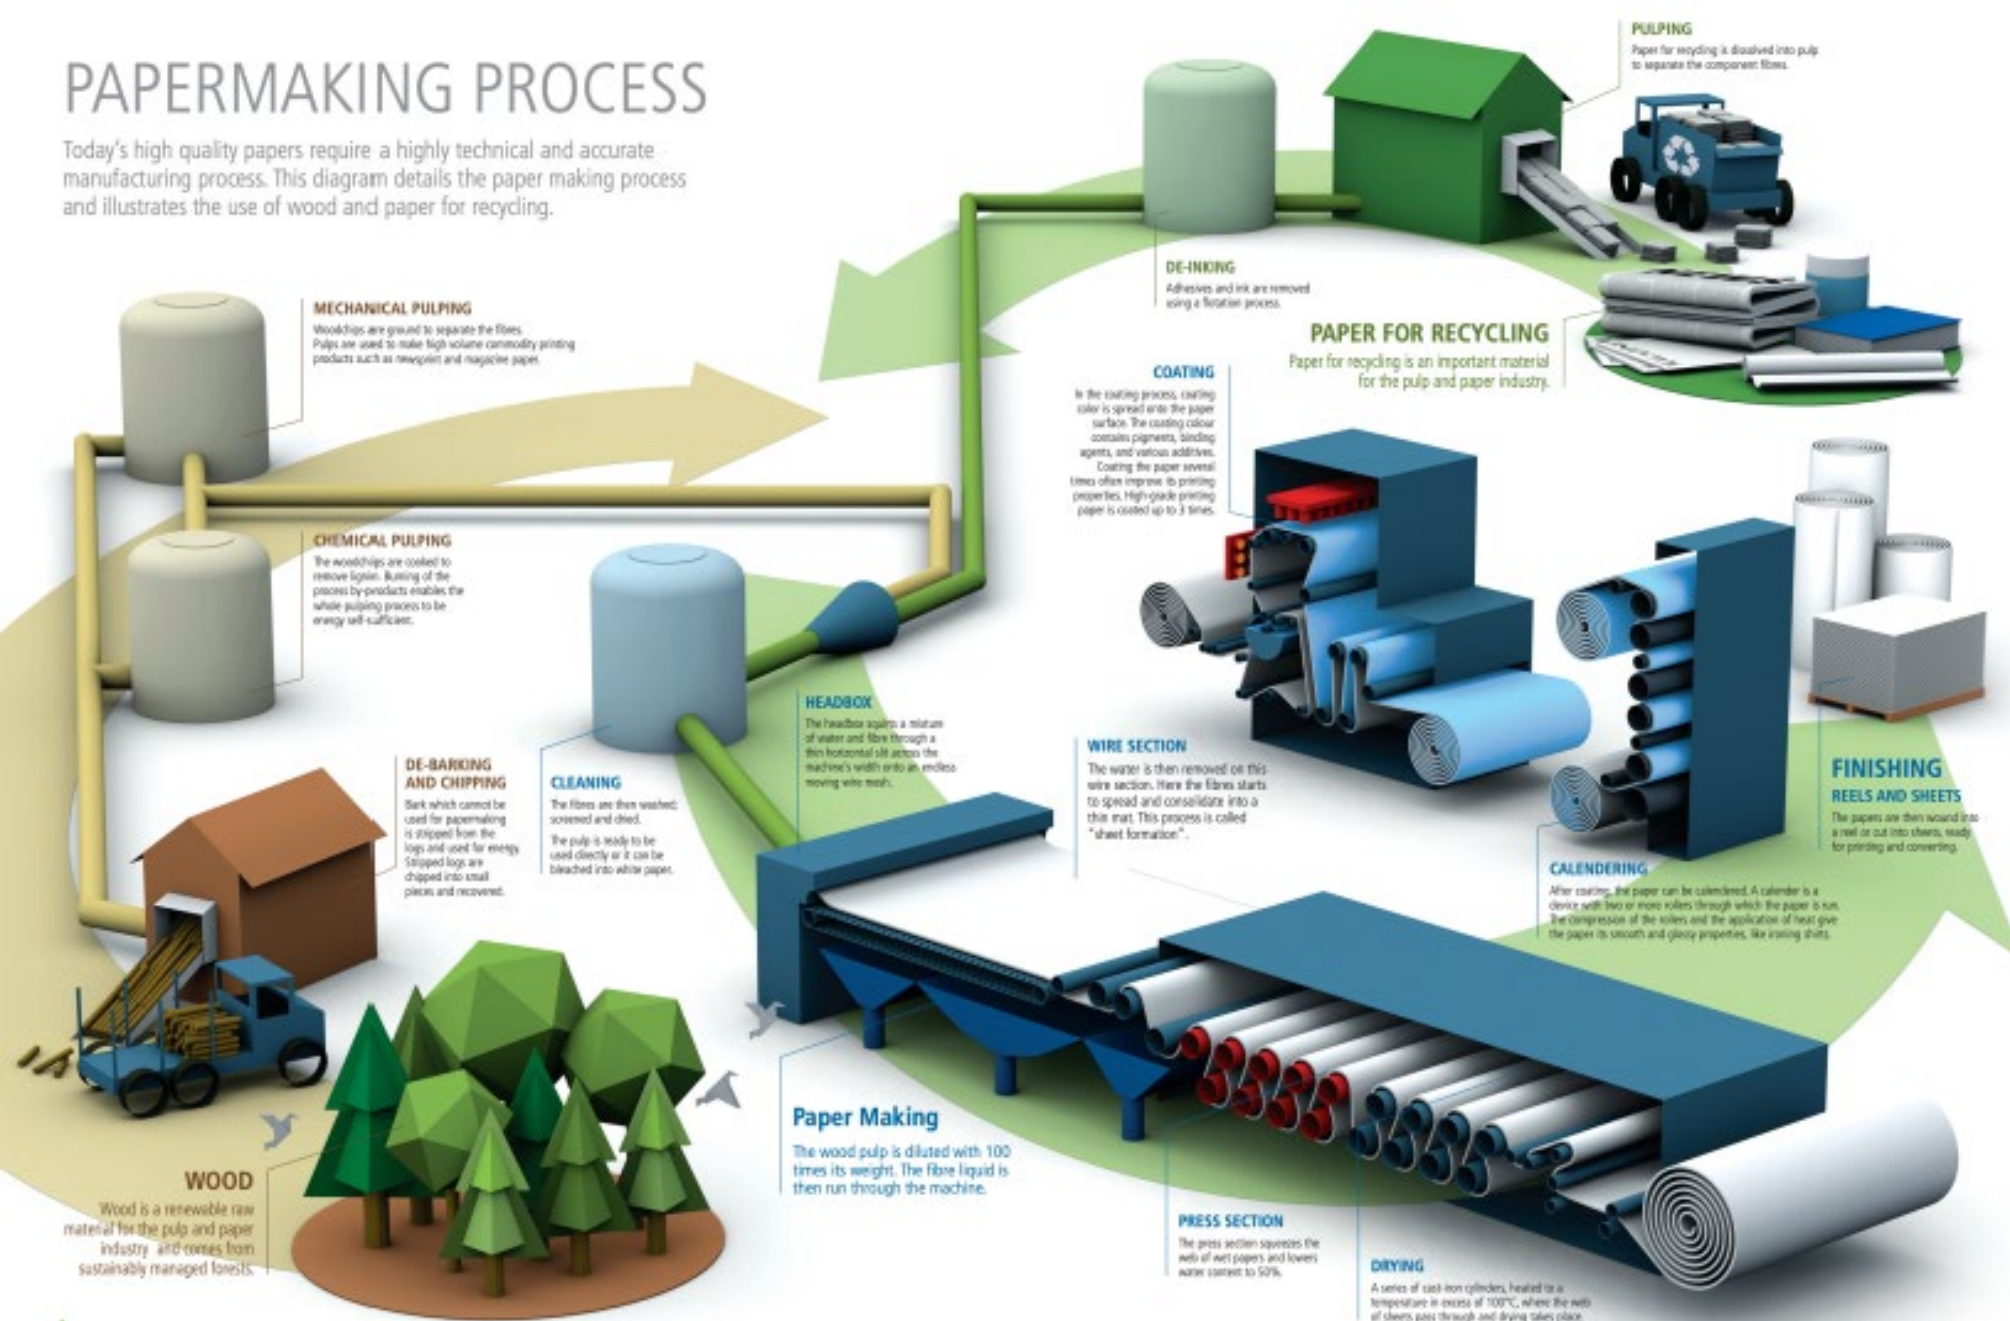 PAPERMAKING PROCESS
Today's high quality papers require a highly technical and accurate
manufacturing process. This diagram details the paper making process
and illustrates the use of wood and paper for recycling.
PULPING
Paper for recycling is dissolved into pulp
to separate the component fibres.
DE-INKING
Adhesives and ink are removed
using a flotation process.
PAPER FOR RECYCLING
Paper for recycling is an important material
for the pulp and paper industry.
MECHANICAL PULPING
Woodchips are ground to separate the fibres.
Pulps are used to make high volume commodity printing
products such as newsprint and magazine paper.
COATING
In the coating process, coating
color is spread onto the paper
surface. The coating colour
contains pigments, binding
agents, and various additives.
Coating the paper several
times often improve its printing
properties. High-grade printing
paper is coated up to 3 times.
CHEMICAL PULPING
The woodchips are cooked to
remove lignin. Burning of the
process by-products enables the
whole pulping process to be
energy self-sufficient.
DE-BARKING
AND CHIPPING
Bark which cannot be
used for papermaking
is stripped from the
logs and used for energy.
Stripped logs are
chipped into small
pieces and recovered.
CLEANING
The fibres are then washed;
screened and dried.
The pulp is ready to be
used directly or it can be
bleached into white paper.
HEADBOX
The headbox squirts a mixture
of water and fibre through a
thin horizontal slit across the
machine's width onto an endless
moving wire mesh.
WIRE SECTION
The water is then removed on this
wire section. Here the fibres starts
to spread and consolidate into a
thin mat. This process is called
"sheet formation".
FINISHING
REELS AND SHEETS
The papers are then wound into
a reel or cut into sheets, ready
for printing and converting.
CALENDERING
After coating, the paper can be calendered. A calender is a
device with two or more rollers through which the paper is run.
The compression of the rollers and the application of heat give
the paper its smooth and glossy properties, like ironing shirts.
WOOD
Wood is a renewable raw
material for the pulp and paper
industry and comes from
sustainably managed forests.
Paper Making
The wood pulp is diluted with 100
times its weight. The fibre liquid is
then run through the machine.
PRESS SECTION
The press section squeezes the
web of wet papers and lowers
water content to 50%.
DRYING
A series of cast-iron cylinders, heated to a
temperature in excess of 100°C, where the web
of sheets pass through and drying takes place.